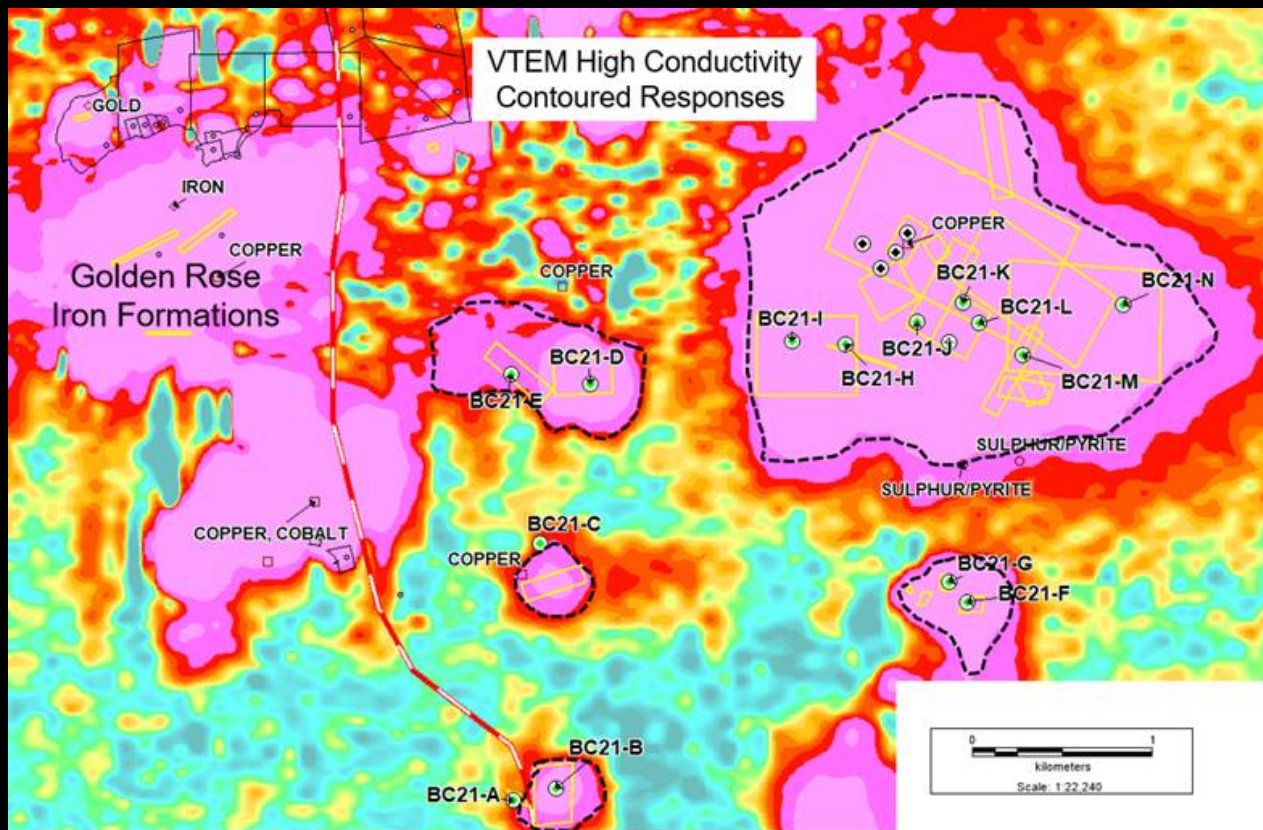 VTEM High Conductivity
Contoured Responses
GOLD
IRON
COPPER
Golden Rose
Iron Formations
COPPER
COPPER
BC21-K
BC21-N
BC21-I
BC21-L
BC21-J
BC21-D
BC21-H
BC21-M
BC21-E
SULPHUR/PYRITE
SULPHUR/PYRITE
COPPER, COBALT
BC21-C
COPPER
BC21-G
BC21-F
BC21-B
BC21-A
0 1
kilometers
Scale: 1:22,240